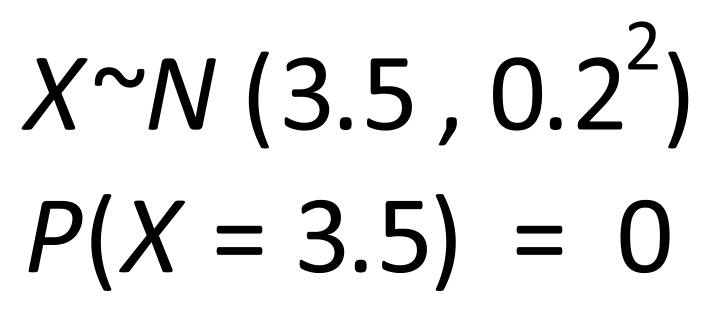 X~N (3.5 , 0.2²)
P(X = 3.5) = 0